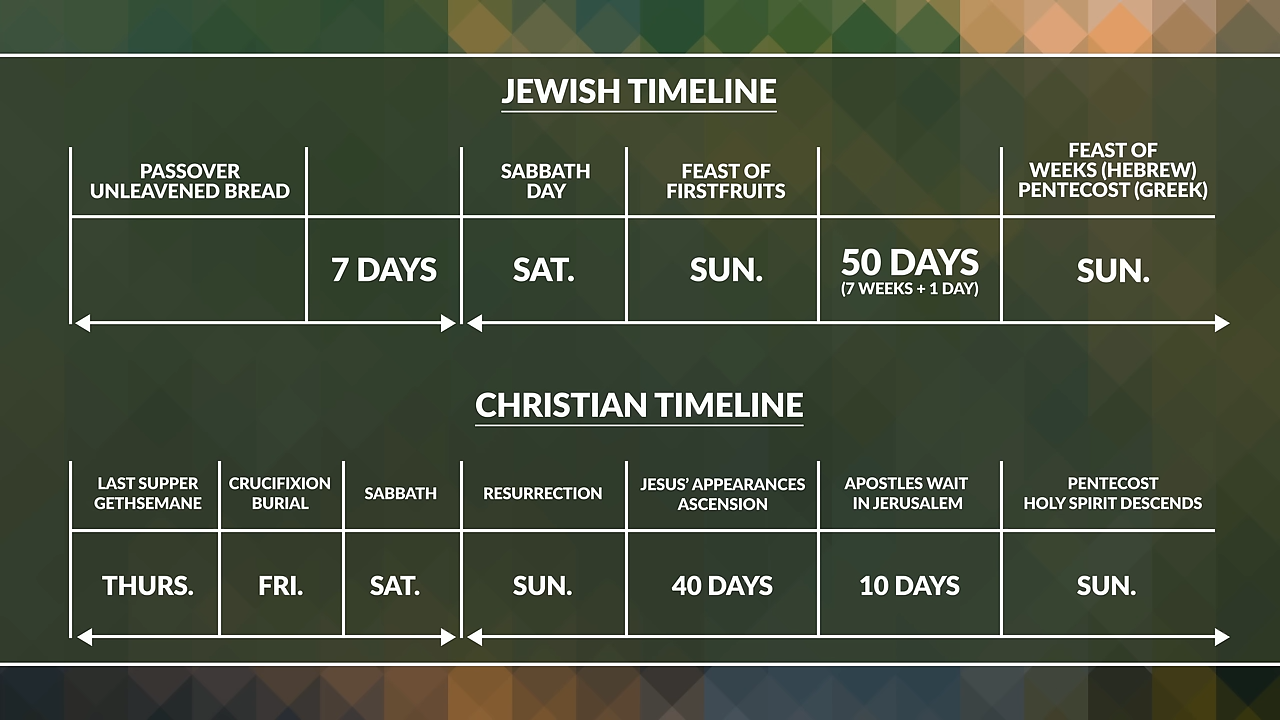 JEWISH TIMELINE
PASSOVER
UNLEAVENED BREAD
SABBATH
DAY
FEAST OF
FIRSTFRUITS
FEAST OF
WEEKS (HEBREW)
PENTECOST (GREEK)
7 DAYS
SAT.
SUN.
50 DAYS
(7 WEEKS + 1 DAY)
SUN.
CHRISTIAN TIMELINE
LAST SUPPER
GETHSEMANE
CRUCIFIXION
BURIAL
SABBATH
RESURRECTION
JESUS’ APPEARANCES
ASCENSION
APOSTLES WAIT
IN JERUSALEM
PENTECOST
HOLY SPIRIT DESCENDS
THURS.
FRI.
SAT.
SUN.
40 DAYS
10 DAYS
SUN.